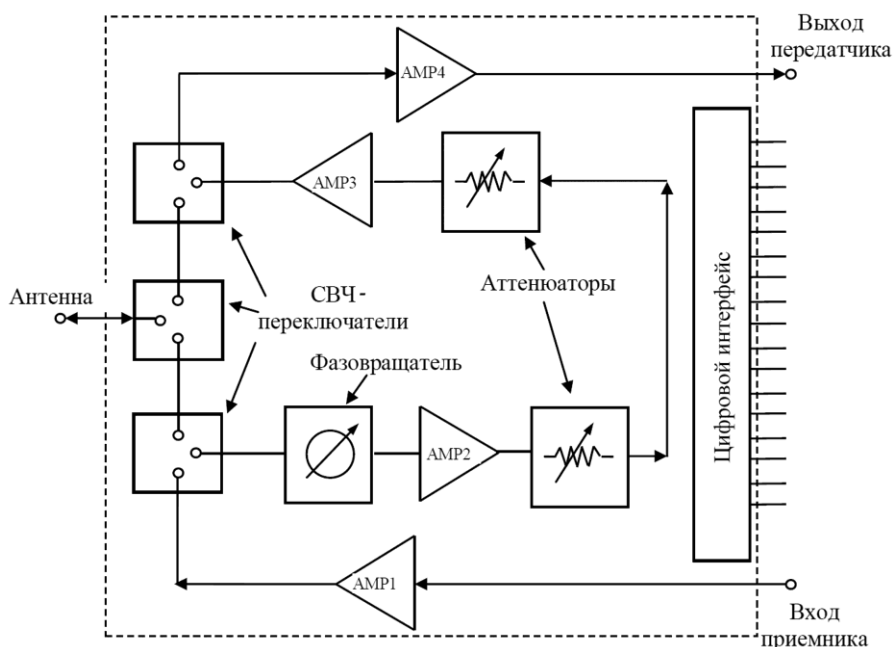 Выход
передатчика
AMP4
AMP3
Аттенюаторы
Антенна
СВЧ -
переключатели
Фазовращатель
AMP2
Цифровой интерфейс
AMP1
Вход
приемника